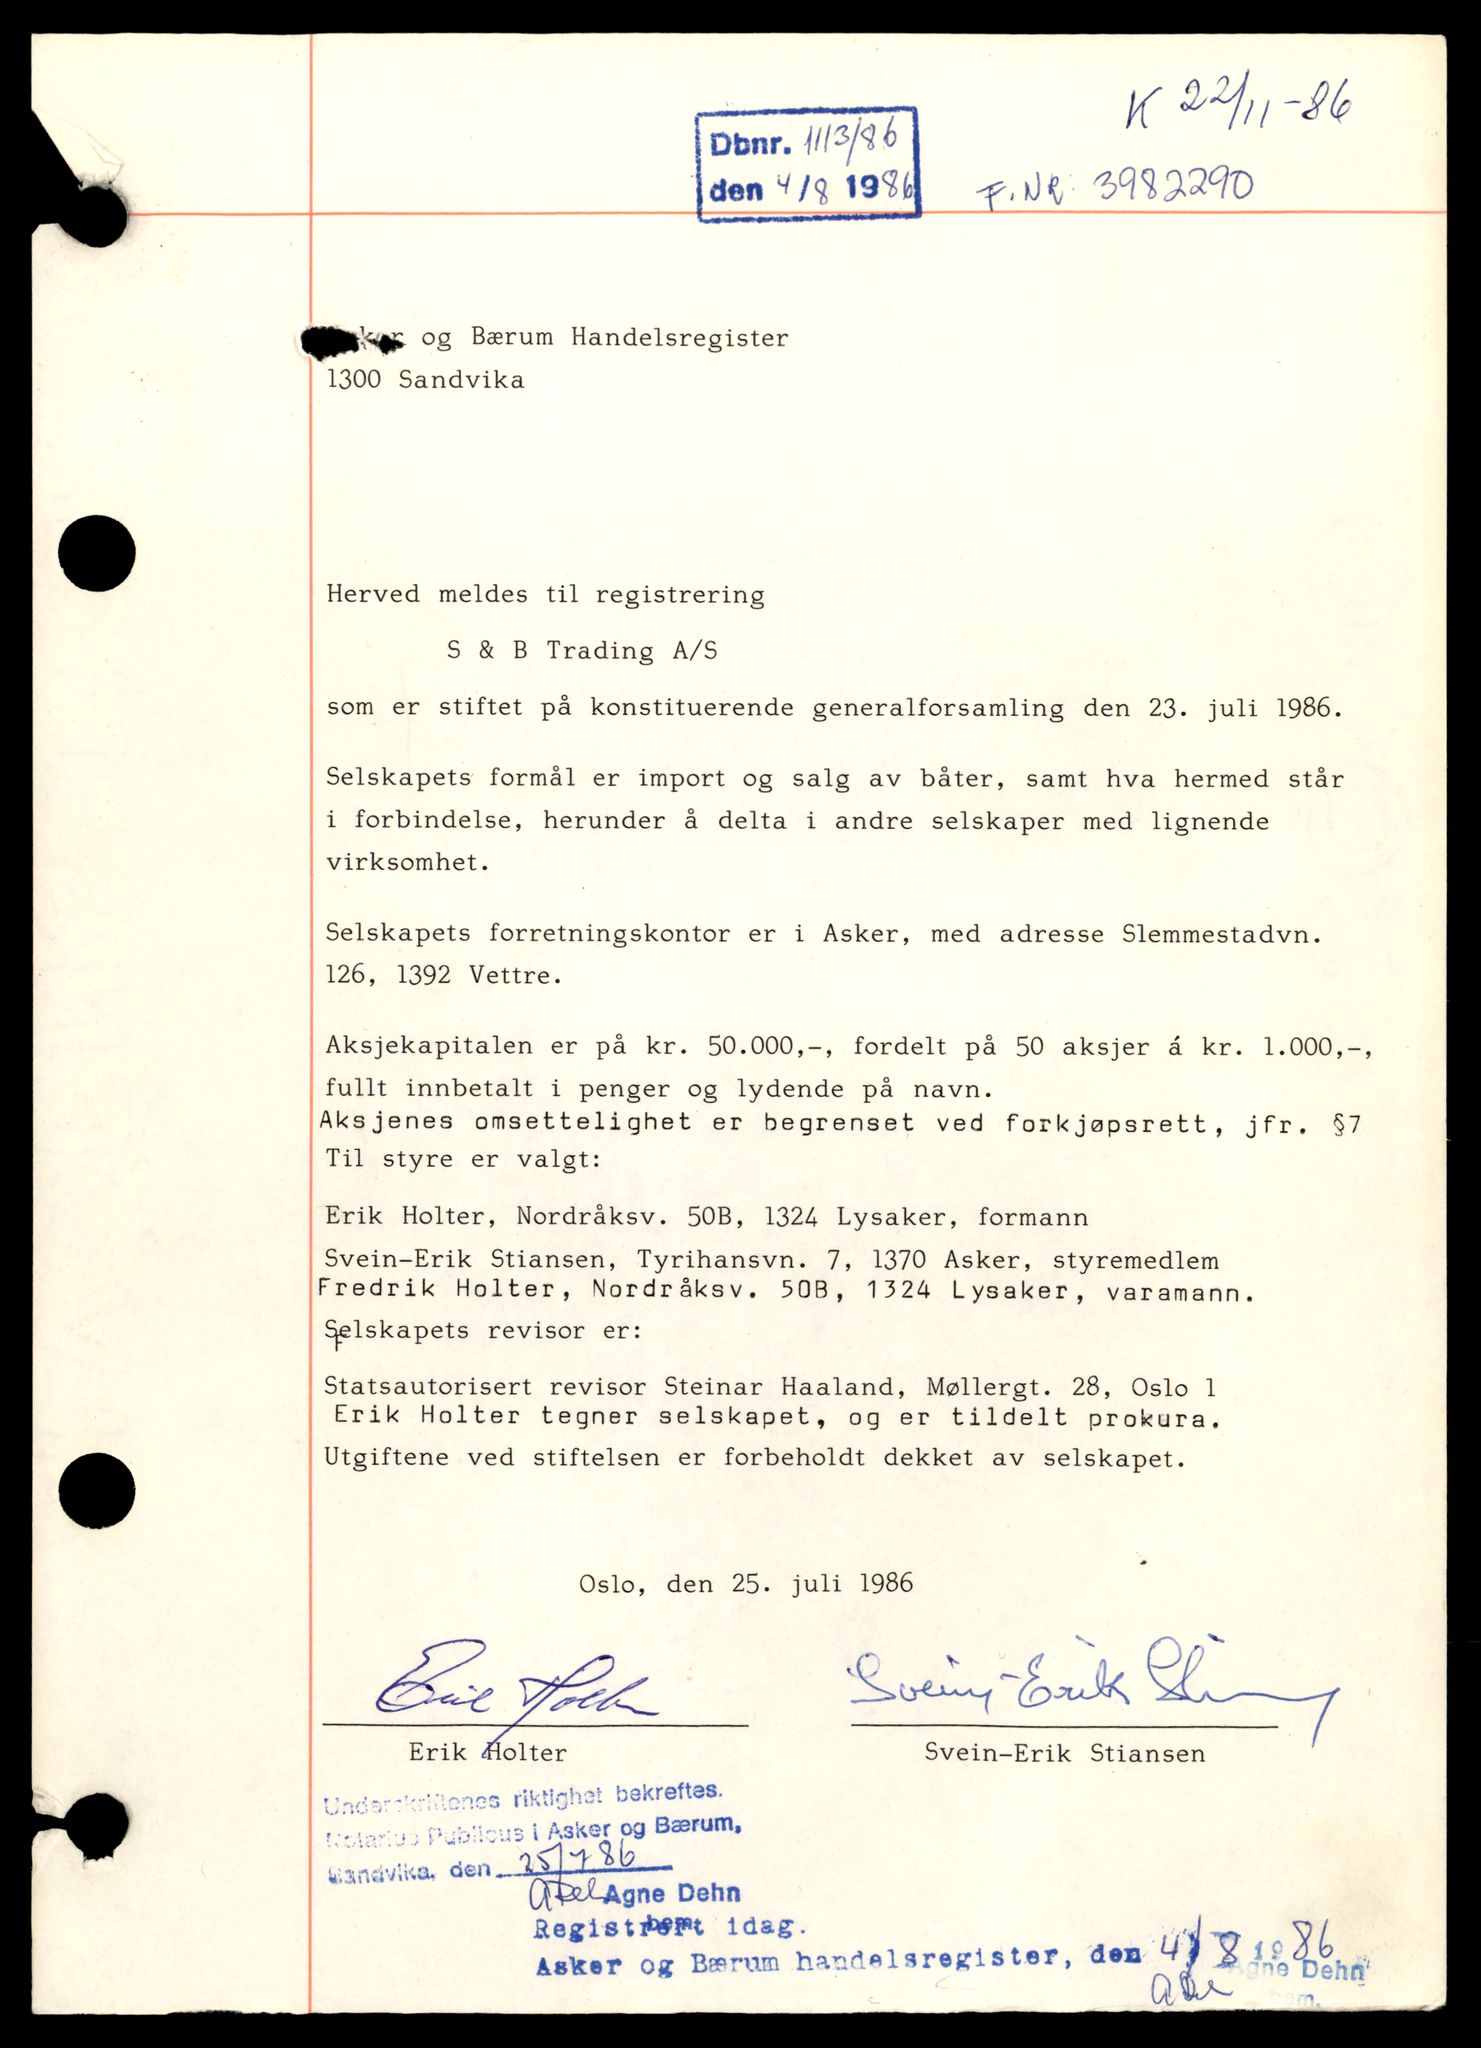 K 22/11-86
Dbnr. 1113/86
den 4/8 1986
F.NR. 3982290
og Bærum Handelsregister
1300 Sandvika
Herved meldes til registrering
S & B Trading A/S
som er stiftet på konstituerende generalforsamling den 23. juli 1986.
Selskapets formål er import og salg av båter, samt hva hermed står
i forbindelse, herunder å delta i andre selskaper med lignende
virksomhet.
Selskapets forretningskontor er i Asker, med adresse Slemmestadvn.
126, 1392 Vettre.
Aksjekapitalen er på kr. 50.000,-, fordelt på 50 aksjer á kr. 1.000,-,
fullt innbetalt i penger og lydende på navn.
Aksjenes omsettelighet er begrenset ved forkjøpsrett, jfr. §7
Til styre er valgt:
Erik Holter, Nordråksv. 50B, 1324 Lysaker, formann
Svein-Erik Stiansen, Tyrihansvn. 7, 1370 Asker, styremedlem
Fredrik Holter, Nordråksv. 50B, 1324 Lysaker, varamann.
Selskapets revisor er:
Statsautorisert revisor Steinar Haaland, Møllergt. 28, Oslo 1
Erik Holter tegner selskapet, og er tildelt prokura.
Utgiftene ved stiftelsen er forbeholdt dekket av selskapet.
Oslo, den 25. juli 1986
Erik Holter
Svein-Erik Stiansen
Erik Holter
Svein-Erik Stiansen
Underskriftenes riktighet bekreftes.
Notarius Publicus i Asker og Bærum,
Sandvika, den 25/7 86
ADehn Agne Dehn
bem.
Registrert idag.
Asker og Bærum handelsregister, den 4/8 1986
Agne Dehn
bem.